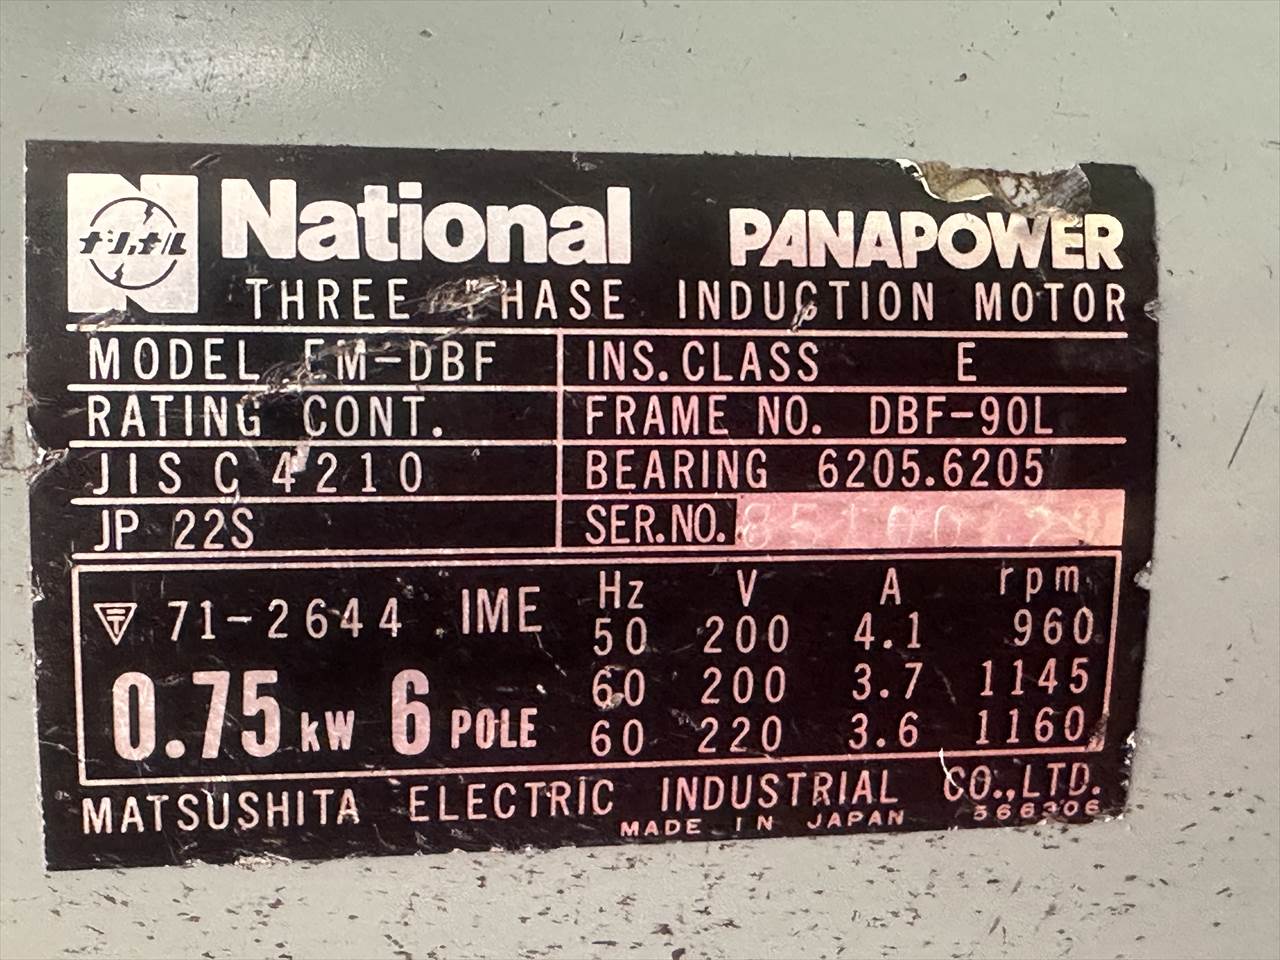 ナショナル
National PANAPOWER
THREE PHASE INDUCTION MOTOR
MODEL EM-DBF INS. CLASS E
RATING CONT. FRAME NO. DBF-90L
JIS C 4210 BEARING 6205.6205
JP 22S SER. NO.
71-2644 IME
0.75 kW 6 POLE
Hz V A rpm
50 200 4.1 960
60 200 3.7 1145
60 220 3.6 1160
MATSUSHITA ELECTRIC INDUSTRIAL CO.,LTD.
MADE IN JAPAN 566306